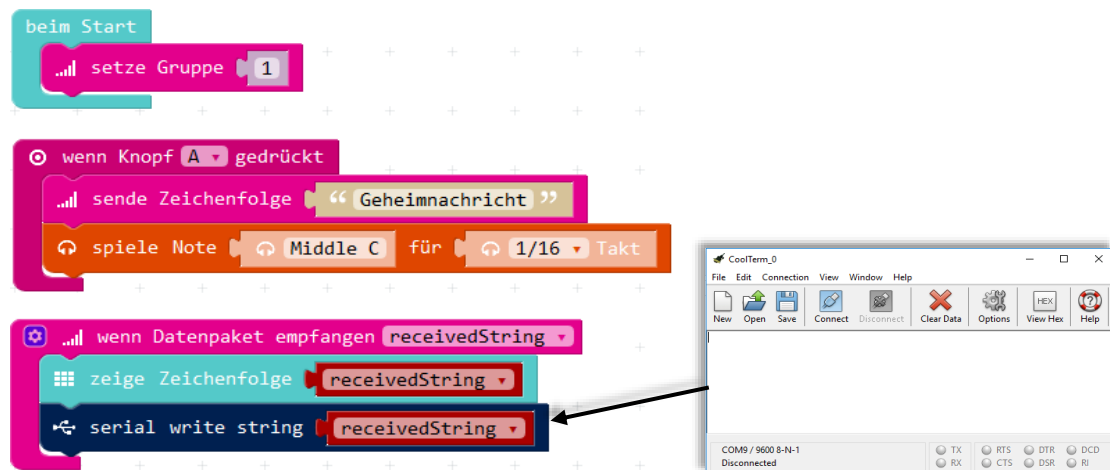 beim Start
setze Gruppe 1
wenn Knopf A gedrückt
sende Zeichenfolge “ Geheimnachricht ”
spiele Note Middle C für 1/16 Takt
wenn Datenpaket empfangen receivedString
zeige Zeichenfolge receivedString
serial write string receivedString
CoolTerm_0
File Edit Connection View Window Help
HEX
New Open Save Connect Disconnect Clear Data Options View Hex Help
COM9 / 9600 8-N-1
Disconnected
TX RTS DTR DCD
RX CTS DSR RI